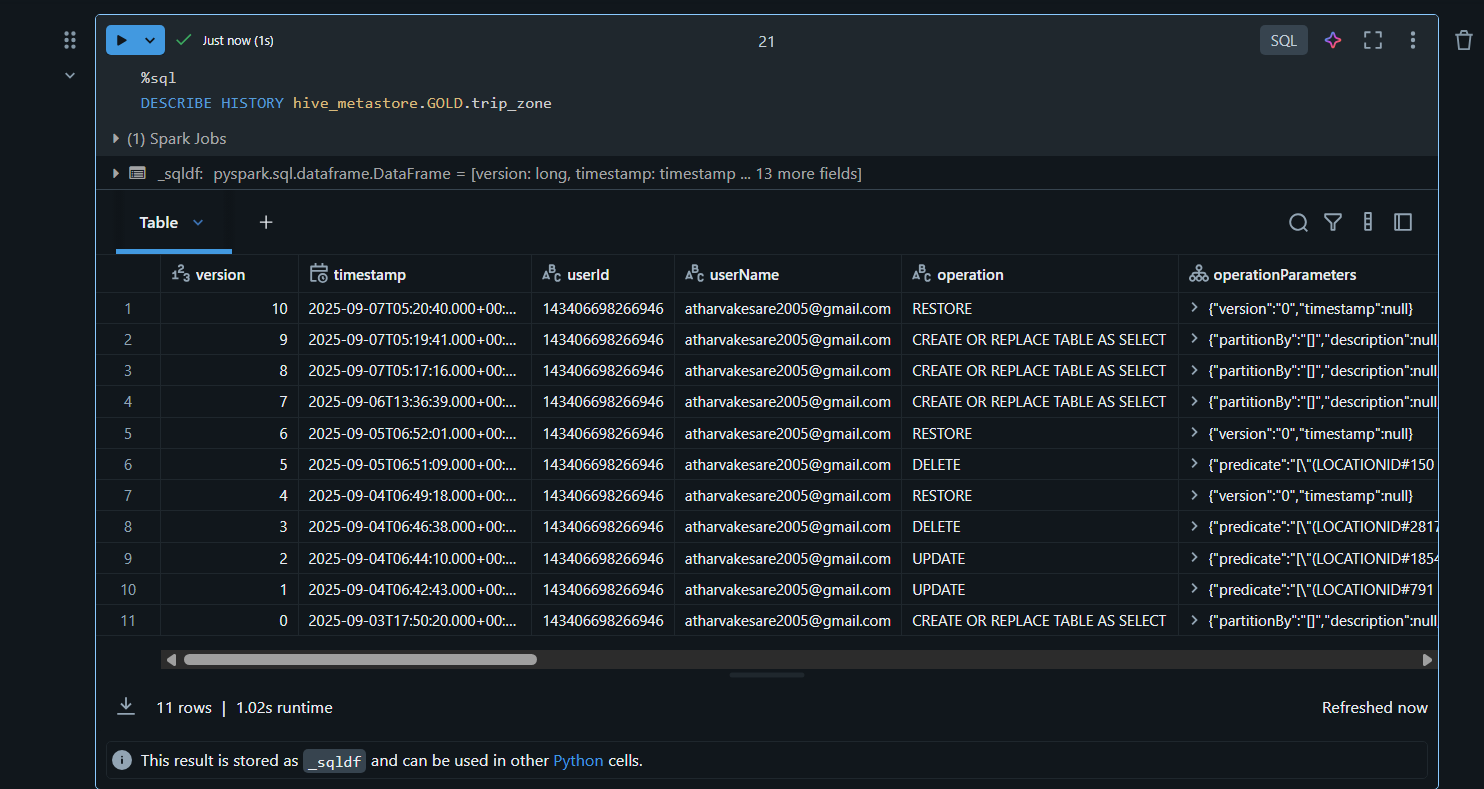 Just now (1s)
21
SQL
%sql
DESCRIBE HISTORY hive_metastore.GOLD.trip_zone
(1) Spark Jobs
_sqldf: pyspark.sql.dataframe.DataFrame = [version: long, timestamp: timestamp ... 13 more fields]
Table +
1 2 3 version timestamp ABC userId ABC userName ABC operation operationParameters
1 10 2025-09-07T05:20:40.000+00:... 143406698266946 atharvakesare2005@gmail.com RESTORE {"version":"0","timestamp":null}
2 9 2025-09-07T05:19:41.000+00:... 143406698266946 atharvakesare2005@gmail.com CREATE OR REPLACE TABLE AS SELECT {"partitionBy":"[]","description":null
3 8 2025-09-07T05:17:16.000+00:... 143406698266946 atharvakesare2005@gmail.com CREATE OR REPLACE TABLE AS SELECT {"partitionBy":"[]","description":null
4 7 2025-09-06T13:36:39.000+00:... 143406698266946 atharvakesare2005@gmail.com CREATE OR REPLACE TABLE AS SELECT {"partitionBy":"[]","description":null
5 6 2025-09-05T06:52:01.000+00:... 143406698266946 atharvakesare2005@gmail.com RESTORE {"version":"0","timestamp":null}
6 5 2025-09-05T06:51:09.000+00:... 143406698266946 atharvakesare2005@gmail.com DELETE {"predicate":"[\"(LOCATIONID#150
7 4 2025-09-04T06:49:18.000+00:... 143406698266946 atharvakesare2005@gmail.com RESTORE {"version":"0","timestamp":null}
8 3 2025-09-04T06:46:38.000+00:... 143406698266946 atharvakesare2005@gmail.com DELETE {"predicate":"[\"(LOCATIONID#2817
9 2 2025-09-04T06:44:10.000+00:... 143406698266946 atharvakesare2005@gmail.com UPDATE {"predicate":"[\"(LOCATIONID#1854
10 1 2025-09-04T06:42:43.000+00:... 143406698266946 atharvakesare2005@gmail.com UPDATE {"predicate":"[\"(LOCATIONID#791
11 0 2025-09-03T17:50:20.000+00:... 143406698266946 atharvakesare2005@gmail.com CREATE OR REPLACE TABLE AS SELECT {"partitionBy":"[]","description":null
11 rows | 1.02s runtime
Refreshed now
This result is stored as _sqldf and can be used in other Python cells.